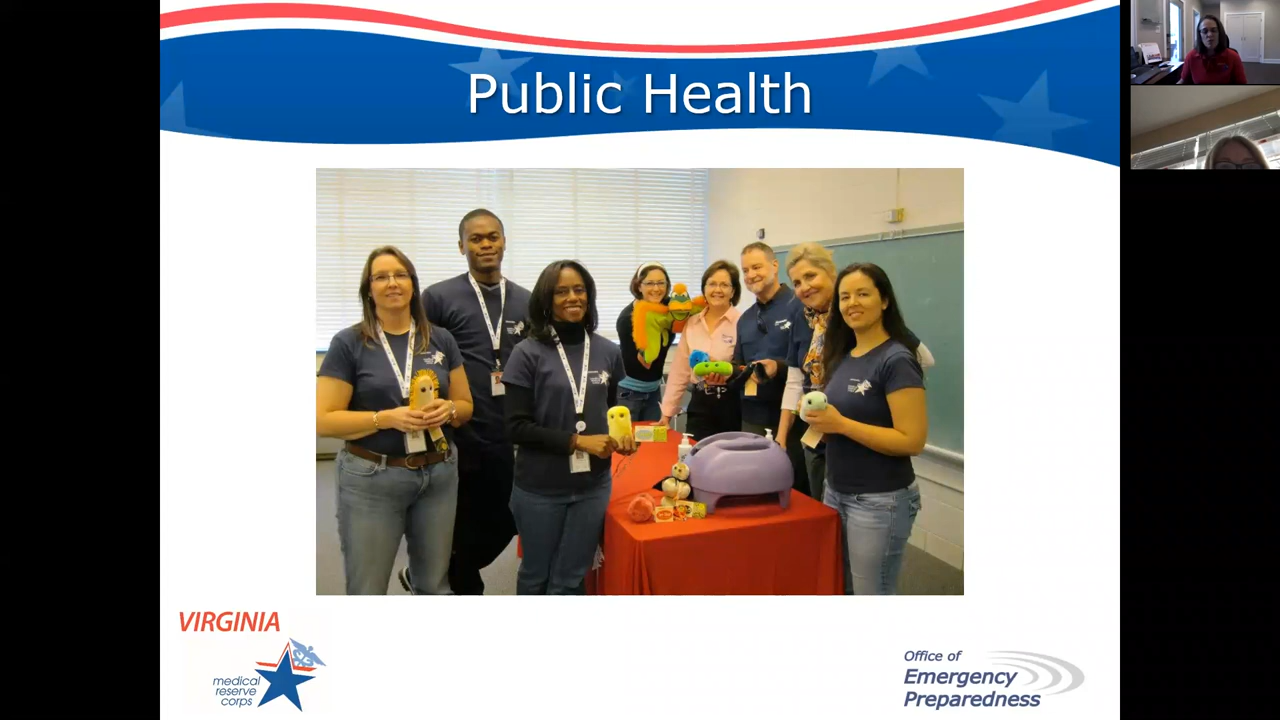 Public Health
VIRGINIA
medical
reserve
corps
Office of
Emergency
Preparedness